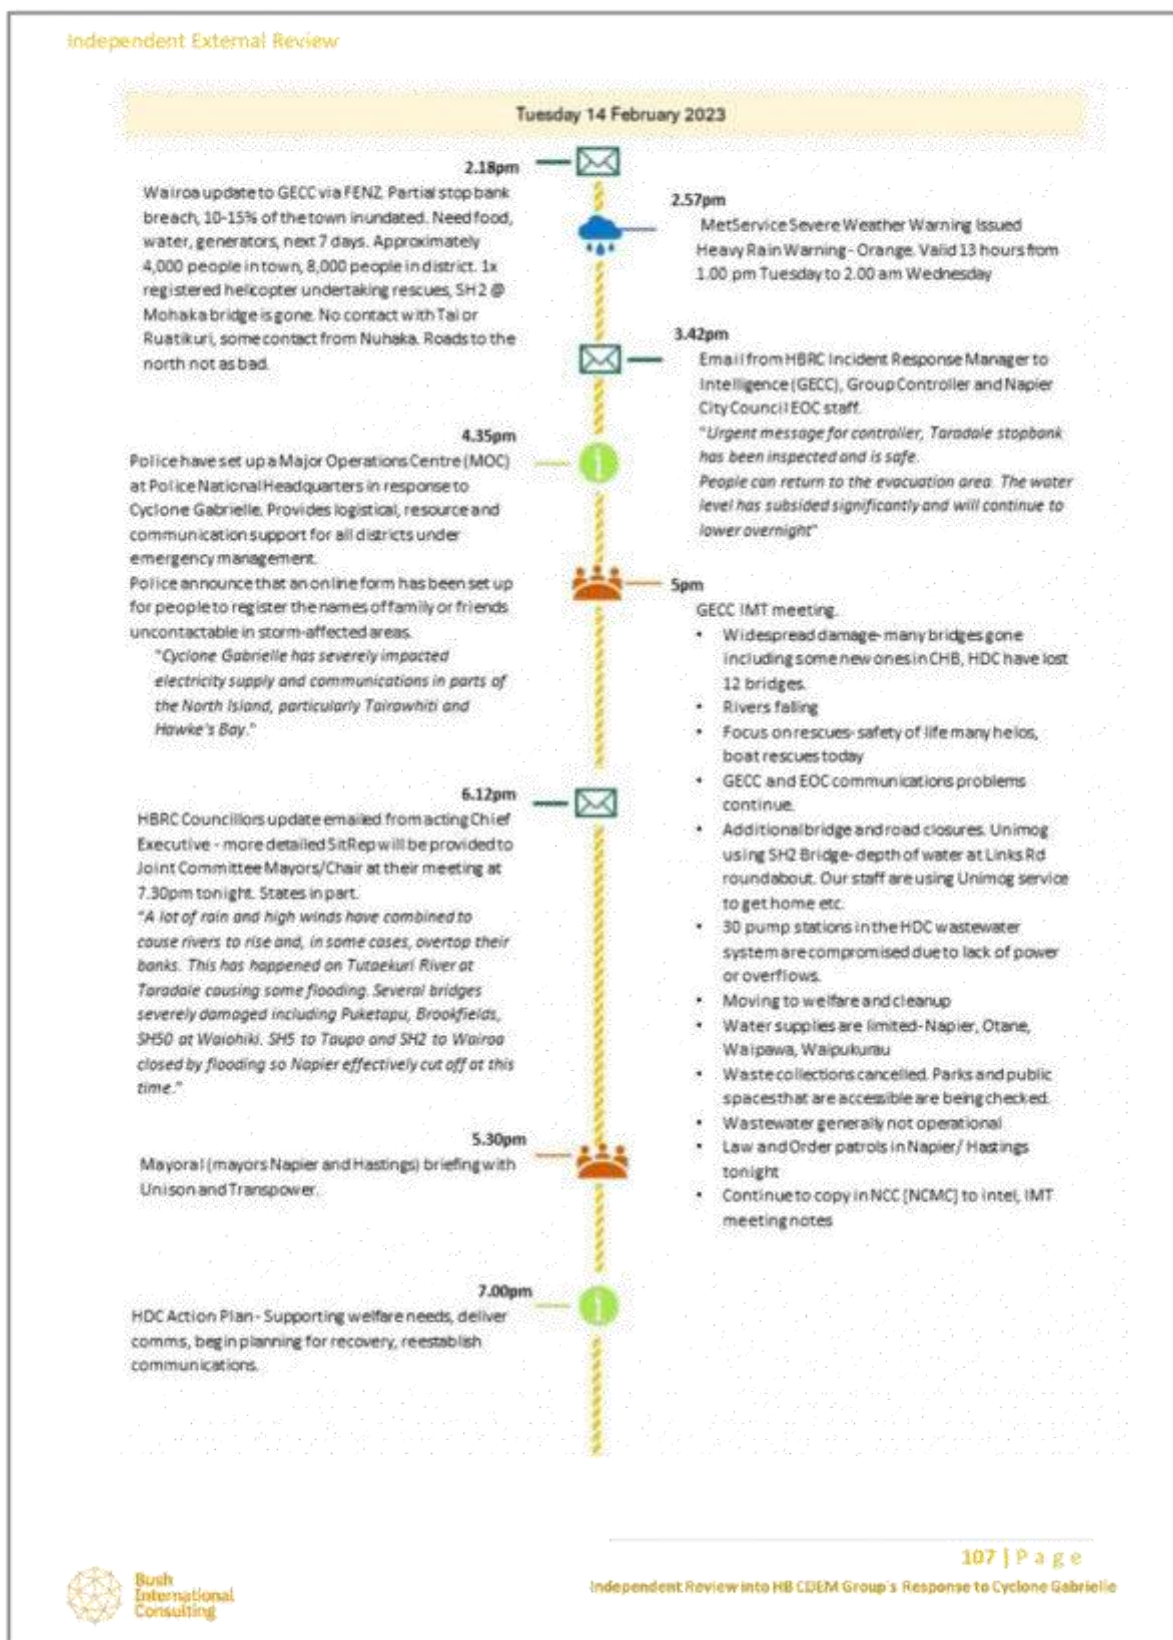 Independent External Review
Tuesday 14 February 2023
2.18pm
Wairoa update to GECC via FENZ. Partial stop bank
breach, 10-15% of the town inundated. Need food,
water, generators, next 7 days. Approximately
4,000 people in town, 8,000 people in district. 1x
registered helicopter undertaking rescues, SH2 @
Mohaka bridge is gone. No contact with Tai or
Ruatikuri, some contact from Nuhaka. Roads to the
north not as bad.
2.57pm
MetService Severe Weather Warning Issued
Heavy Rain Warning - Orange. Valid 13 hours from
1.00 pm Tuesday to 2.00 am Wednesday
3.42pm
Email from HBRC Incident Response Manager to
Intelligence (GECC), Group Controller and Napier
City Council EOC staff.
"Urgent message for controller, Taradale stopbank
has been inspected and is safe.
People can return to the evacuation area. The water
level has subsided significantly and will continue to
lower overnight"
4.35pm
Police have set up a Major Operations Centre (MOC)
at Police National Headquarters in response to
Cyclone Gabrielle. Provides logistical, resource and
communication support for all districts under
emergency management.
Police announce that an online form has been set up
for people to register the names of family or friends
uncontactable in storm-affected areas.
"Cyclone Gabrielle has severely impacted
electricity supply and communications in parts of
the North Island, particularly Tairawhiti and
Hawke's Bay."
5pm
GECC IMT meeting.
• Widespread damage- many bridges gone
including some new ones in CHB, HDC have lost
12 bridges.
• Rivers falling
• Focus on rescues- safety of life many helos,
boat rescues today
• GECC and EOC communications problems
continue.
• Additional bridge and road closures. Unimog
using SH2 Bridge- depth of water at Links Rd
roundabout. Our staff are using Unimog service
to get home etc.
• 30 pump stations in the HDC wastewater
system are compromised due to lack of power
or overflows.
• Moving to welfare and cleanup
• Water supplies are limited- Napier, Otane,
Waipawa, Waipukurau
• Waste collections cancelled. Parks and public
spaces that are accessible are being checked.
• Wastewater generally not operational
• Law and Order patrols in Napier/ Hastings
tonight
• Continue to copy in NCC [NCMC] to intel, IMT
meeting notes
6.12pm
HBRC Councillors update emailed from acting Chief
Executive - more detailed SitRep will be provided to
Joint Committee Mayors/Chair at their meeting at
7.30pm tonight. States in part.
"A lot of rain and high winds have combined to
cause rivers to rise and, in some cases, overtop their
banks. This has happened on Tutaekuri River at
Taradale causing some flooding. Several bridges
severely damaged including Puketapu, Brookfields,
SH50 at Waiohiki. SH5 to Taupo and SH2 to Wairoa
closed by flooding so Napier effectively cut off at this
time."
5.30pm
Mayoral (mayors Napier and Hastings) briefing with
Unison and Transpower.
7.00pm
HDC Action Plan - Supporting welfare needs, deliver
comms, begin planning for recovery, reestablish
communications.
107 | P a g e
Independent Review into HB CDEM Group's Response to Cyclone Gabrielle
Bush
International
Consulting